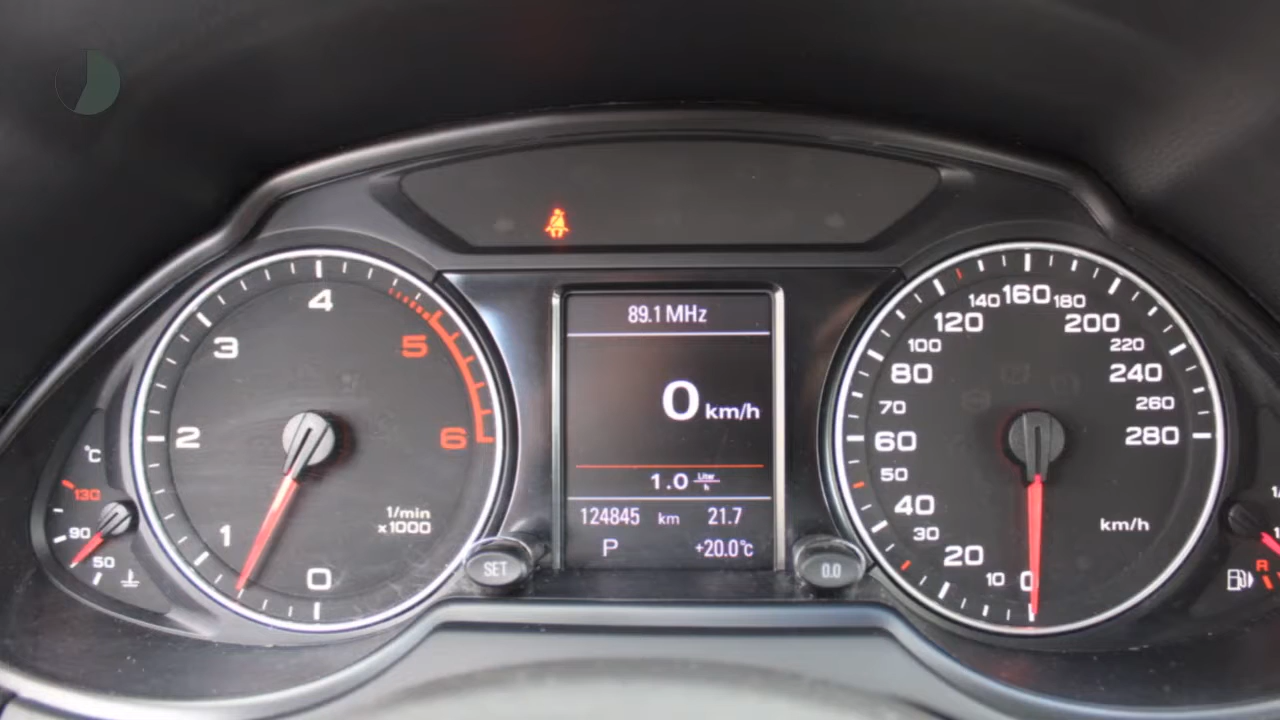 4
3
5
2
6
1
0
1/min
x1000
°C
130
90
50
SET
89.1 MHz
0 km/h
1.0 Liter/h
124845 km 21.7
P +20.0°C
0.0
140 160 180
120 200
100 220
80 240
70 260
60 280
50
40
30 km/h
20
10 0
R